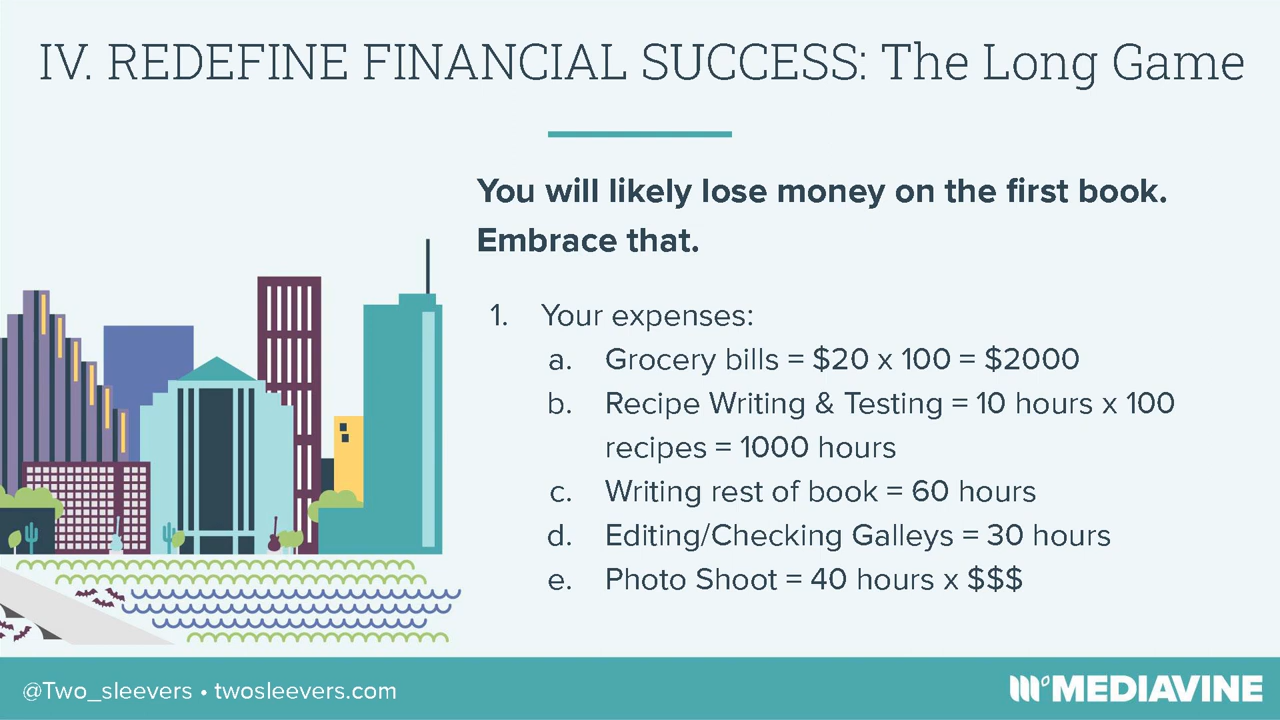 IV. REDEFINE FINANCIAL SUCCESS: The Long Game
You will likely lose money on the first book.
Embrace that.
1. Your expenses:
a. Grocery bills = $20 x 100 = $2000
b. Recipe Writing & Testing = 10 hours x 100
recipes = 1000 hours
c. Writing rest of book = 60 hours
d. Editing/Checking Galleys = 30 hours
e. Photo Shoot = 40 hours x $$$
@Two_sleevers • twosleevers.com
MEDIAVINE